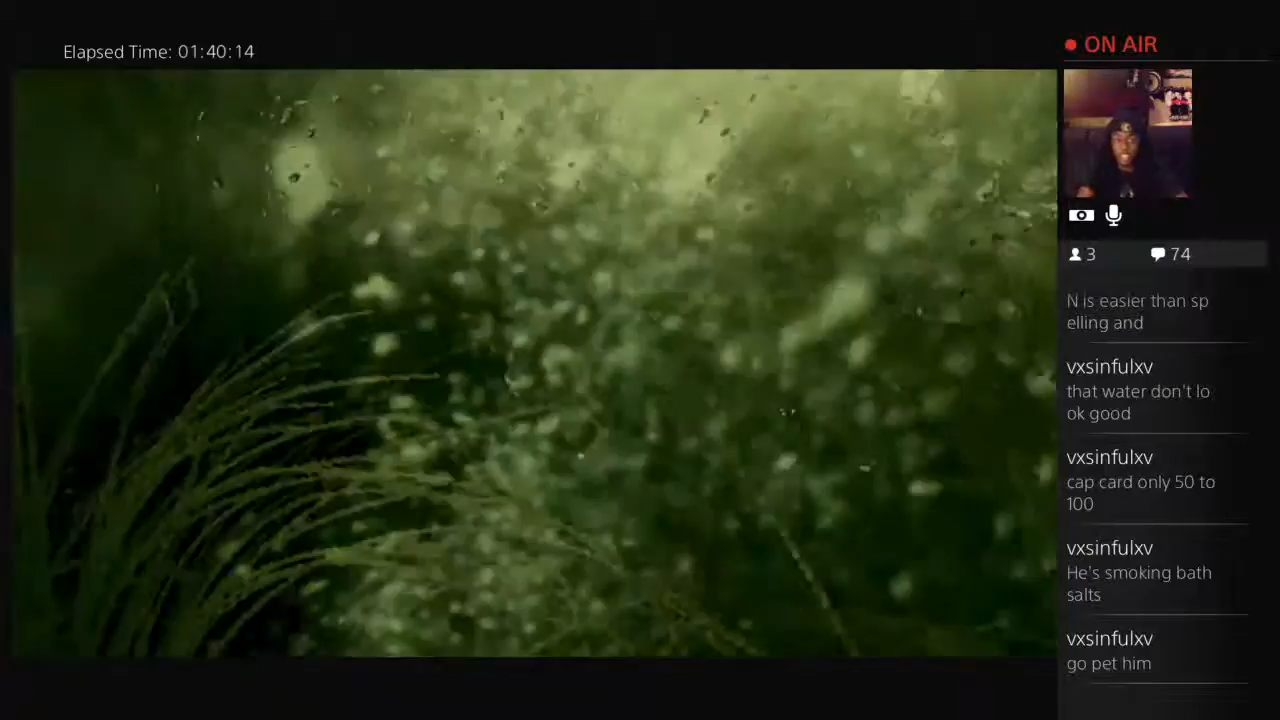 Elapsed Time: 01:40:14
ON AIR
3
74
N is easier than sp
elling and
vxsinfulxv
that water don't lo
ok good
vxsinfulxv
cap card only 50 to
100
vxsinfulxv
He's smoking bath
salts
vxsinfulxv
go pet him